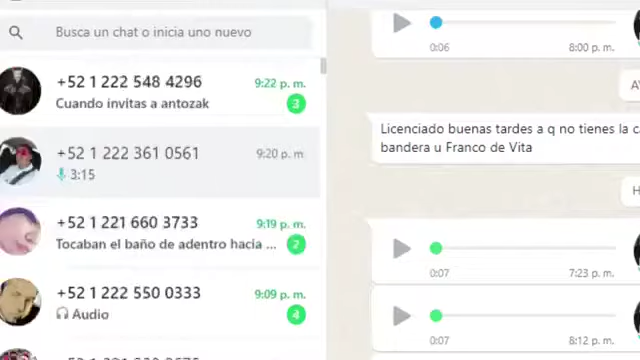 Busca un chat o inicia uno nuevo
+52 1 222 548 4296
9:22 p. m.
Cuando invitas a antozak
3
+52 1 222 361 0561
9:20 p. m.
3:15
+52 1 221 660 3733
9:19 p. m.
Tocaban el baño de adentro hacia ...
2
+52 1 222 550 0333
9:09 p. m.
Audio
4
0:06
8:00 p. m.
Licenciado buenas tardes a q no tienes la
bandera u Franco de Vita
0:07
7:23 p. m.
0:07
8:12 p. m.